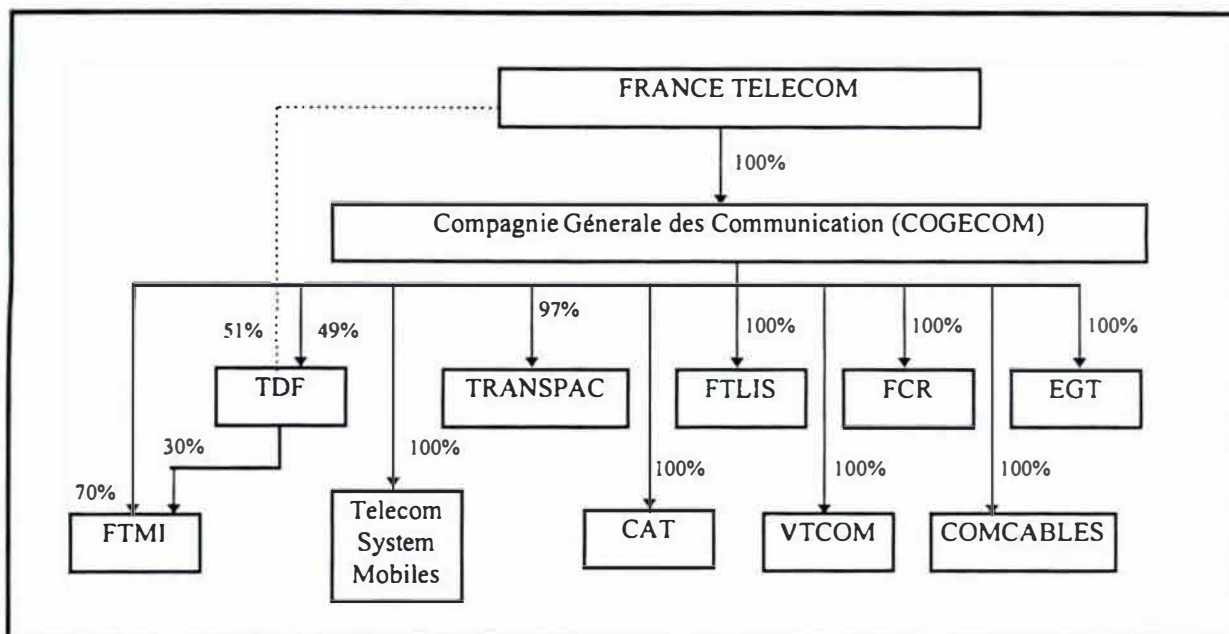 FRANCE TELECOM
100%
Compagnie Génerale des Communication (COGECOM)
51%
49%
97%
100%
100%
100%
TDF
TRANSPAC
FTLIS
FCR
EGT
30%
100%
100%
100%
100%
70%
FTMI
Telecom
System
Mobiles
CAT
VTCOM
COMCABLES